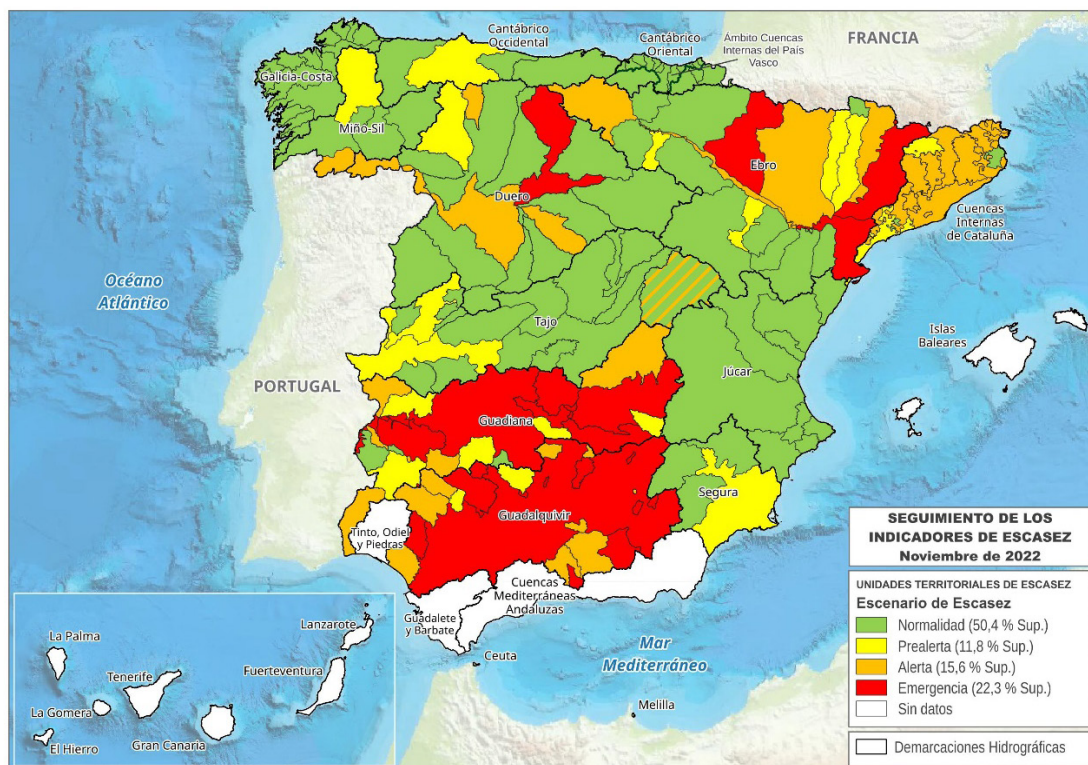 Cantábrico
Occidental
Cantábrico
Oriental
Ámbito Cuencas
Internas del País
Vasco
FRANCIA
Galicia-Costa
Miño-Sil
Ebro
Duero
Cuencas
Internas
de Cataluña
Océano
Atlántico
Tajo
Islas
Baleares
PORTUGAL
Júcar
Guadiana
Segura
Guadalquivir
Tinto, Odiel
y Piedras
Cuencas
Mediterráneas
Andaluzas
Guadalete
y Barbate
Mar
Mediterráneo
Ceuta
Melilla
La Palma
Lanzarote
Tenerife
Fuerteventura
La Gomera
El Hierro
Gran Canaria
SEGUIMIENTO DE LOS
INDICADORES DE ESCASEZ
Noviembre de 2022
UNIDADES TERRITORIALES DE ESCASEZ
Escenario de Escasez
Normalidad (50,4 % Sup.)
Prealerta (11,8 % Sup.)
Alerta (15,6 % Sup.)
Emergencia (22,3 % Sup.)
Sin datos
Demarcaciones Hidrográficas